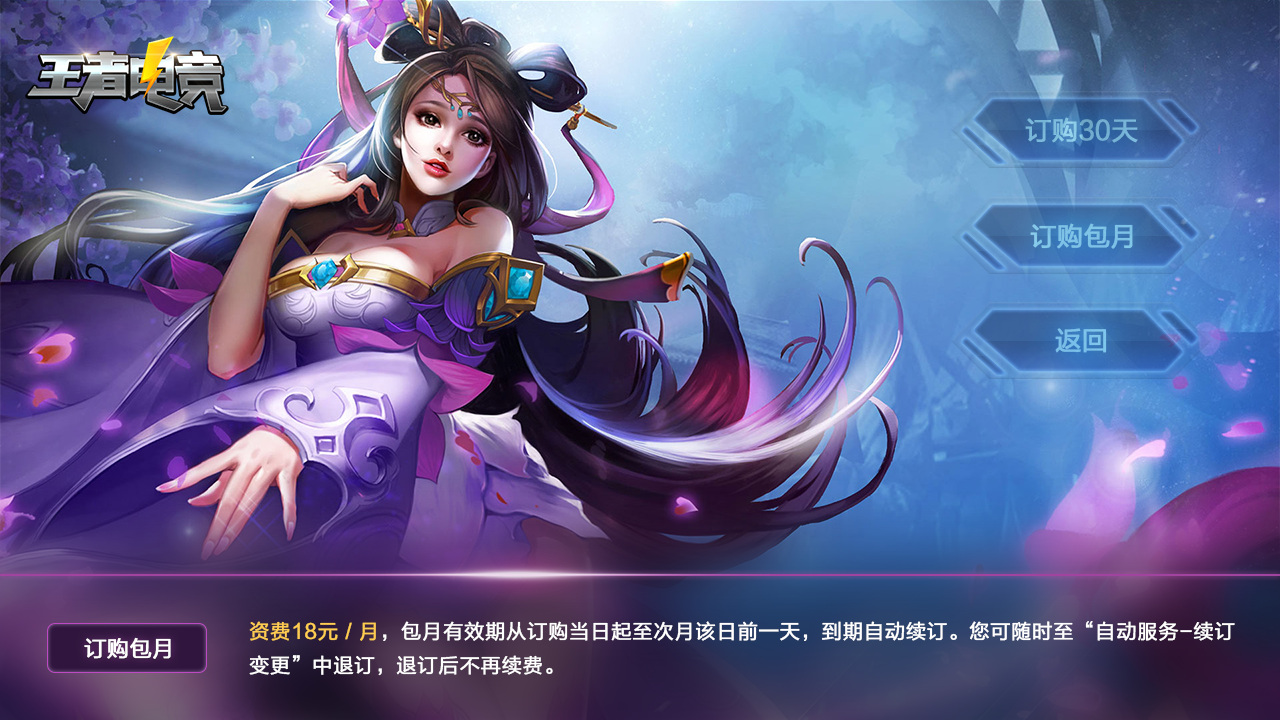 王者电竞
订购30天
订购包月
返回
订购包月
资费18元 / 月，包月有效期从订购当日起至次月该日前一天，到期自动续订。您可随时至“自动服务-续订
变更”中退订，退订后不再续费。